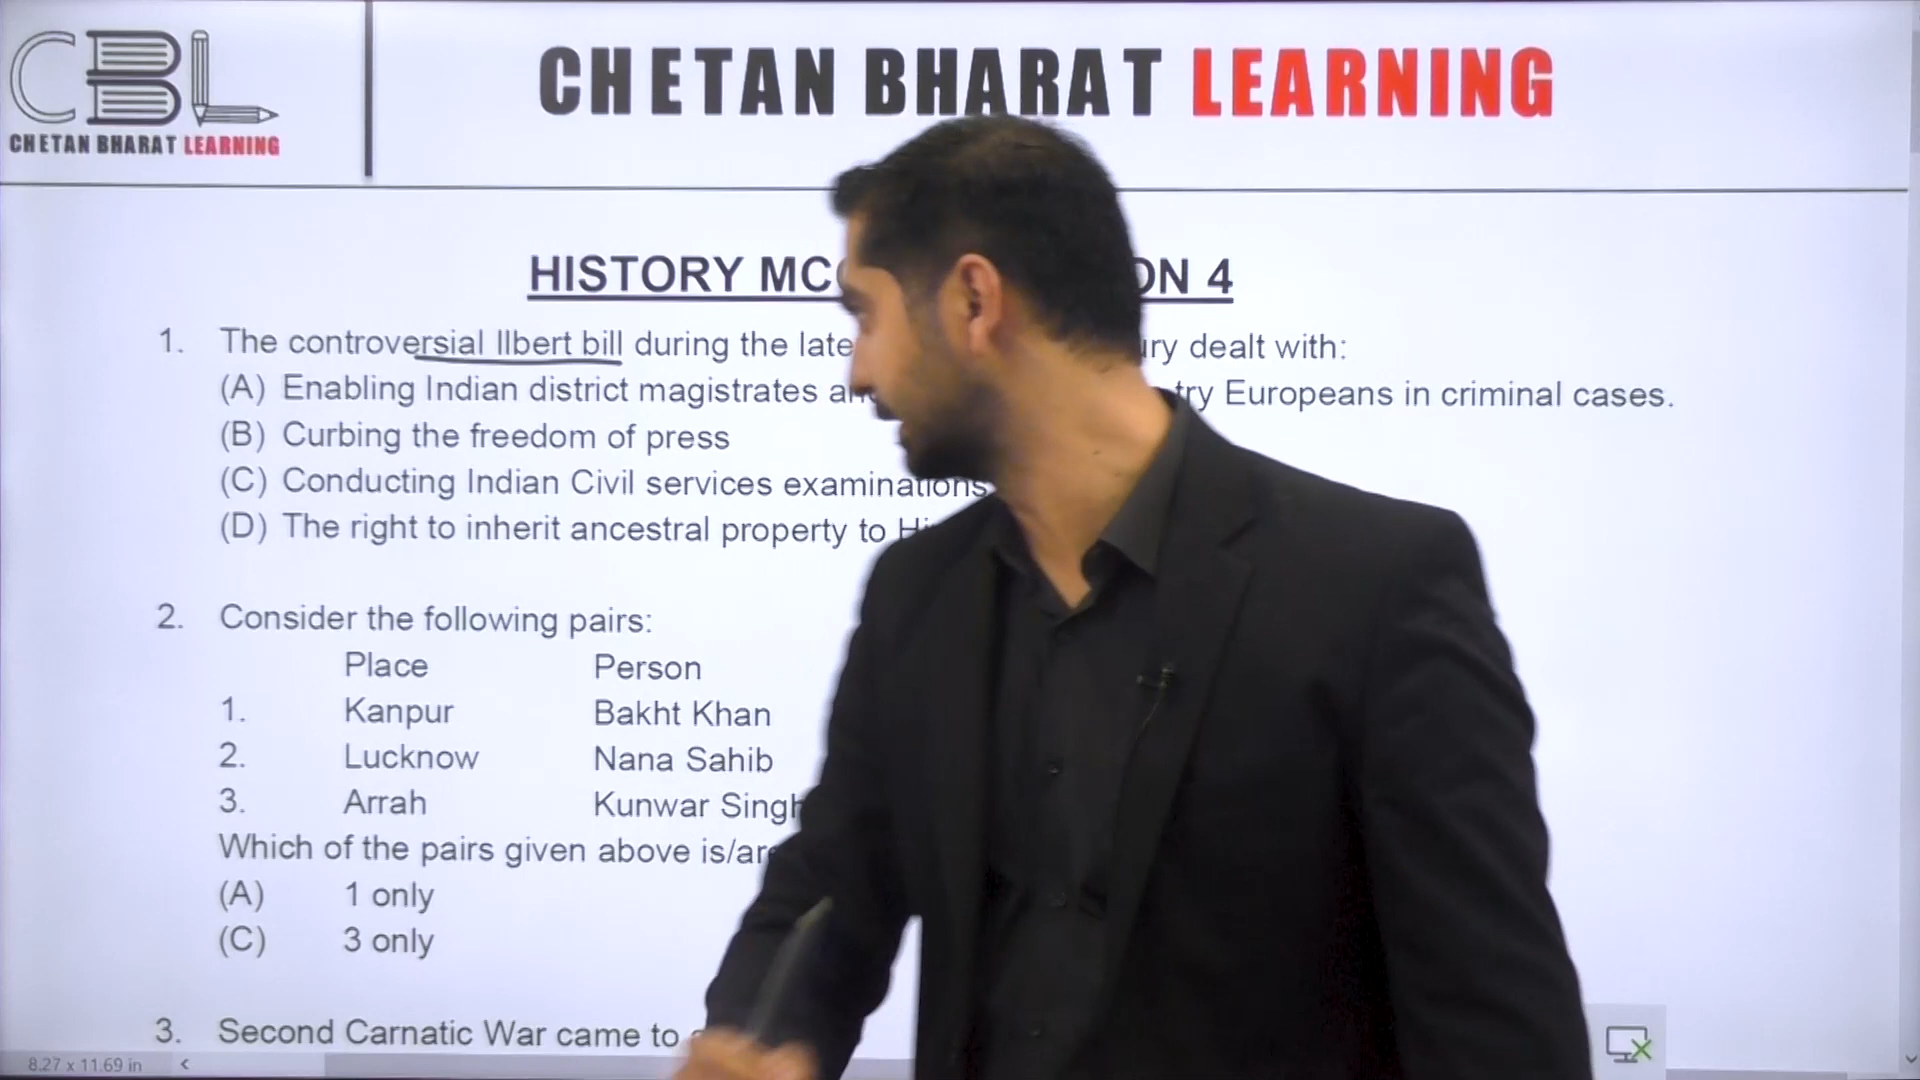 CBL
CHETAN BHARAT LEARNING
CHETAN BHARAT LEARNING
HISTORY MC ON 4
1. The controversial Ilbert bill during the late dealt with:
(A) Enabling Indian district magistrates try Europeans in criminal cases.
(B) Curbing the freedom of press
(C) Conducting Indian Civil services examinations
(D) The right to inherit ancestral property to
2. Consider the following pairs:
Place Person
1. Kanpur Bakht Khan
2. Lucknow Nana Sahib
3. Arrah Kunwar Singh
Which of the pairs given above is/are
(A) 1 only
(C) 3 only
3. Second Carnatic War came to
8.27 x 11.69 in